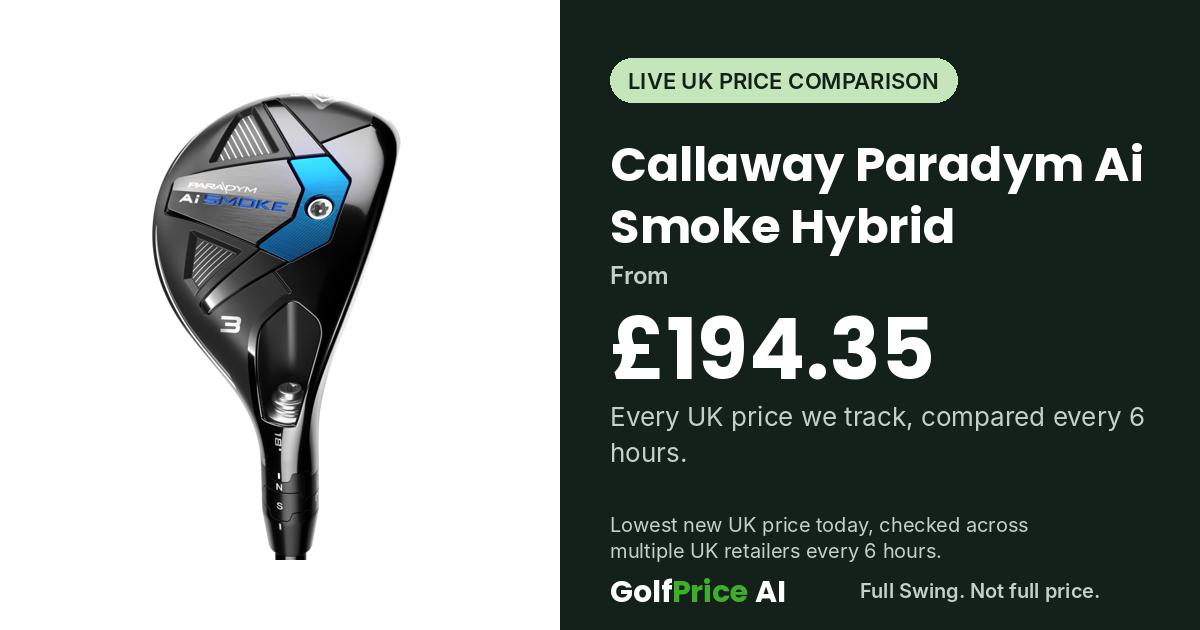 PARADYM
Ai SMOKE
3
18°
N
S
LIVE UK PRICE COMPARISON
Callaway Paradym Ai
Smoke Hybrid
From
£194.35
Every UK price we track, compared every 6
hours.
Lowest new UK price today, checked across
multiple UK retailers every 6 hours.
GolfPrice AI
Full Swing. Not full price.